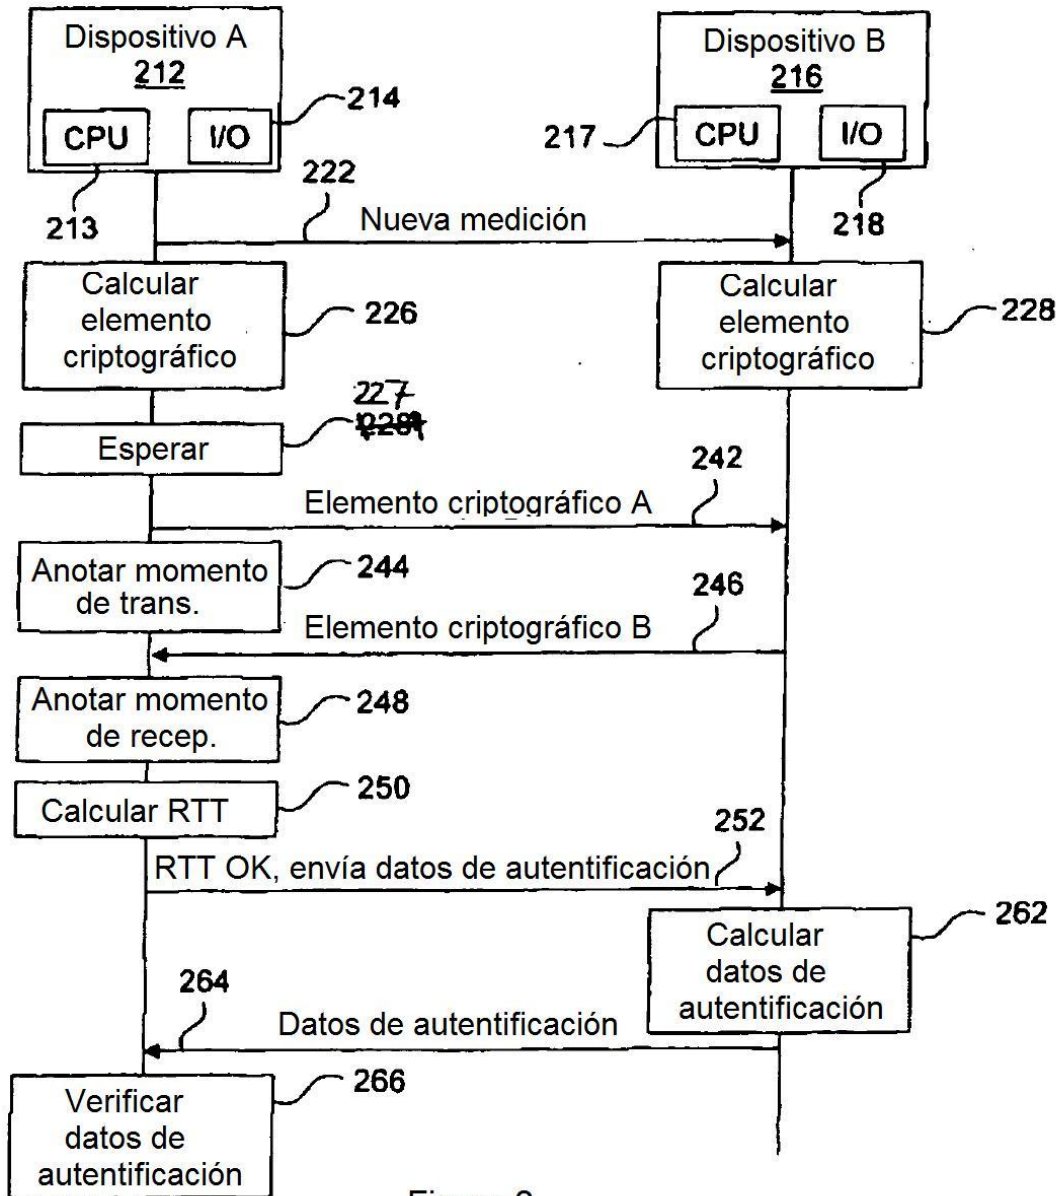 Dispositivo A
212
CPU
I/O
214
213
Dispositivo B
216
217
CPU
I/O
218
222
Nueva medición
Calcular
elemento
criptográfico
226
Calcular
elemento
criptográfico
228
227
Esperar
242
Elemento criptográfico A
Anotar momento
de trans.
244
246
Elemento criptográfico B
Anotar momento
de recep.
248
Calcular RTT
250
252
RTT OK, envía datos de autentificación
Calcular
datos de
autentificación
262
264
Datos de autentificación
Verificar
datos de
autentificación
266